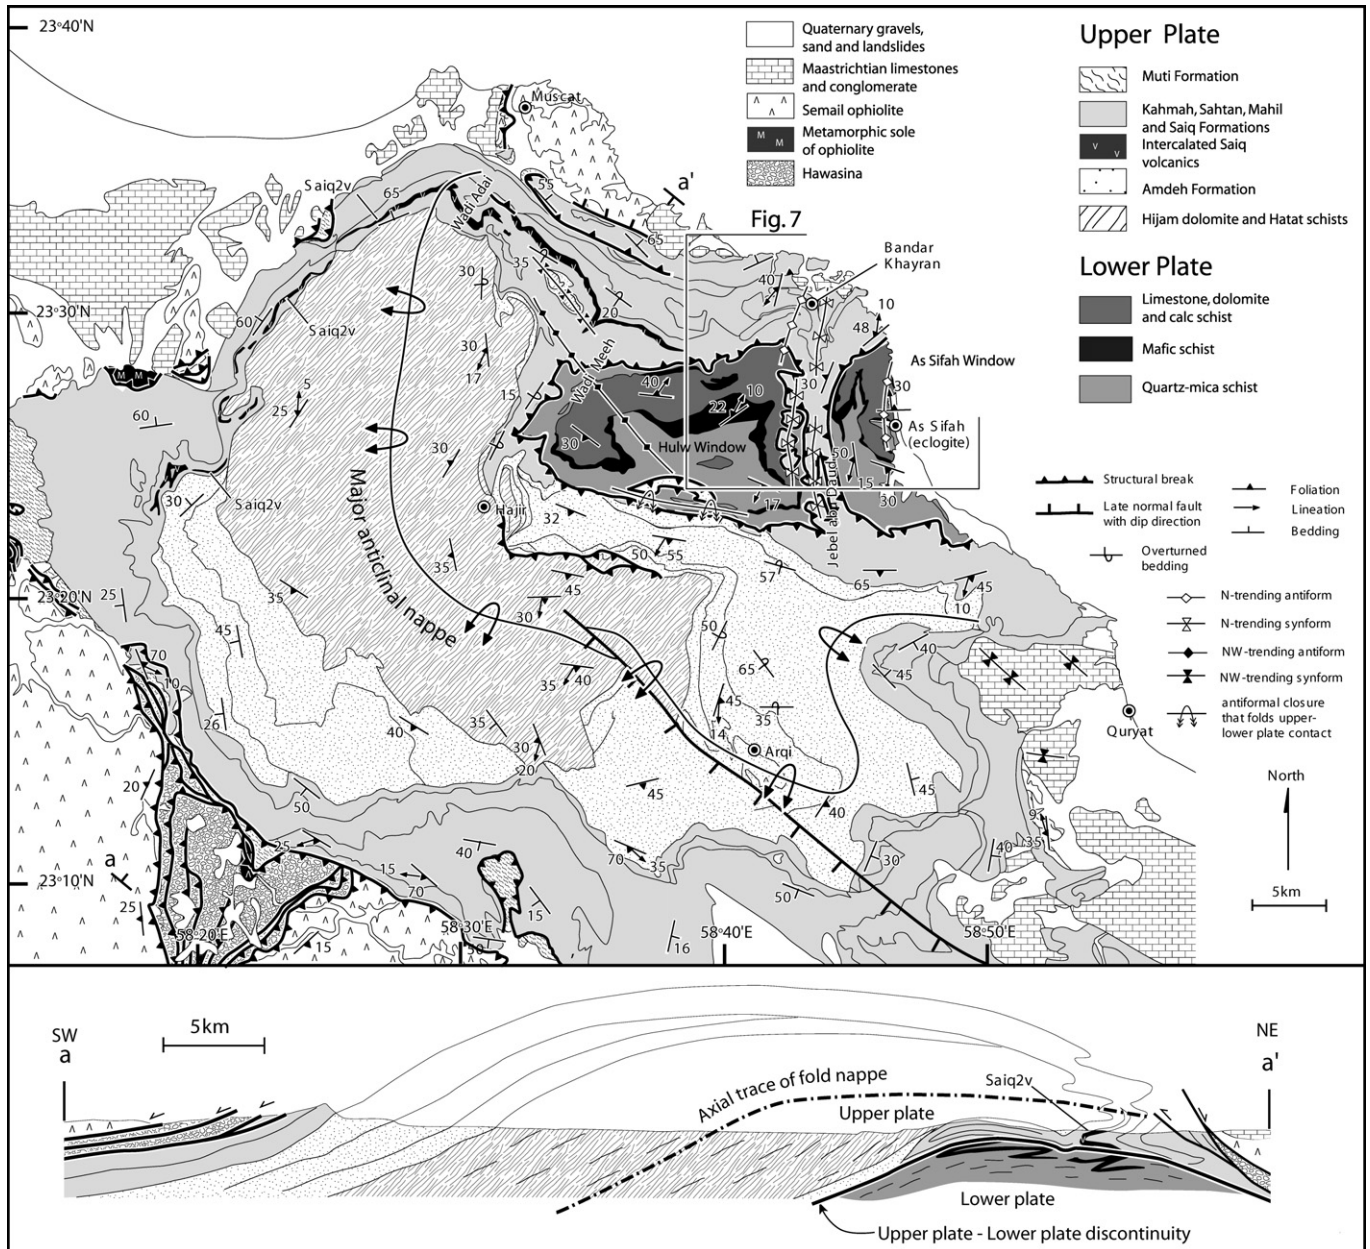 23°40'N
23°30'N
23°20'N
23°10'N
58°20'E
58°30'E
58°40'E
58°50'E
Quaternary gravels,
sand and landslides
Maastrichtian limestones
and conglomerate
Semail ophiolite
Metamorphic sole
of ophiolite
Hawasina
Upper Plate
Muti Formation
Kahmah, Sahtan, Mahil
and Saiq Formations
Intercalated Saiq
volcanics
Amdeh Formation
Hijam dolomite and Hatat schists
Lower Plate
Limestone, dolomite
and calc schist
Mafic schist
Quartz-mica schist
Structural break
Late normal fault
with dip direction
Overturned
bedding
Foliation
Lineation
Bedding
N-trending antiform
N-trending synform
NW-trending antiform
NW-trending synform
antiformal closure
that folds upper-
lower plate contact
North
5km
Muscat
Saiq2v
65
Wadi Adai
55
a'
65
Fig. 7
Bandar
Khayran
40
10
48
As Sifah Window
30
As Sifah
(eclogite)
30
35
20
60
Saiq2v
30
17
Wadi Meeh
15
40
10
22
30
Hulw Window
30
50
15
30
17
Jebel abu Daud
5
25
60
30
Saiq2v
30
Major anticlinal nappe
Hajir
32
50
55
57
65
45
10
35
35
45
30
25
45
70
10
26
40
35
30
20
35
40
50
65
45
35
14
Arqi
40
45
45
40
45
Quryat
20
50
25
15
70
40
70
35
30
50
40
9
35
a
25
15
15
16
SW
a
5km
NE
a'
Axial trace of fold nappe
Saiq2v
Upper plate
Lower plate
Upper plate - Lower plate discontinuity